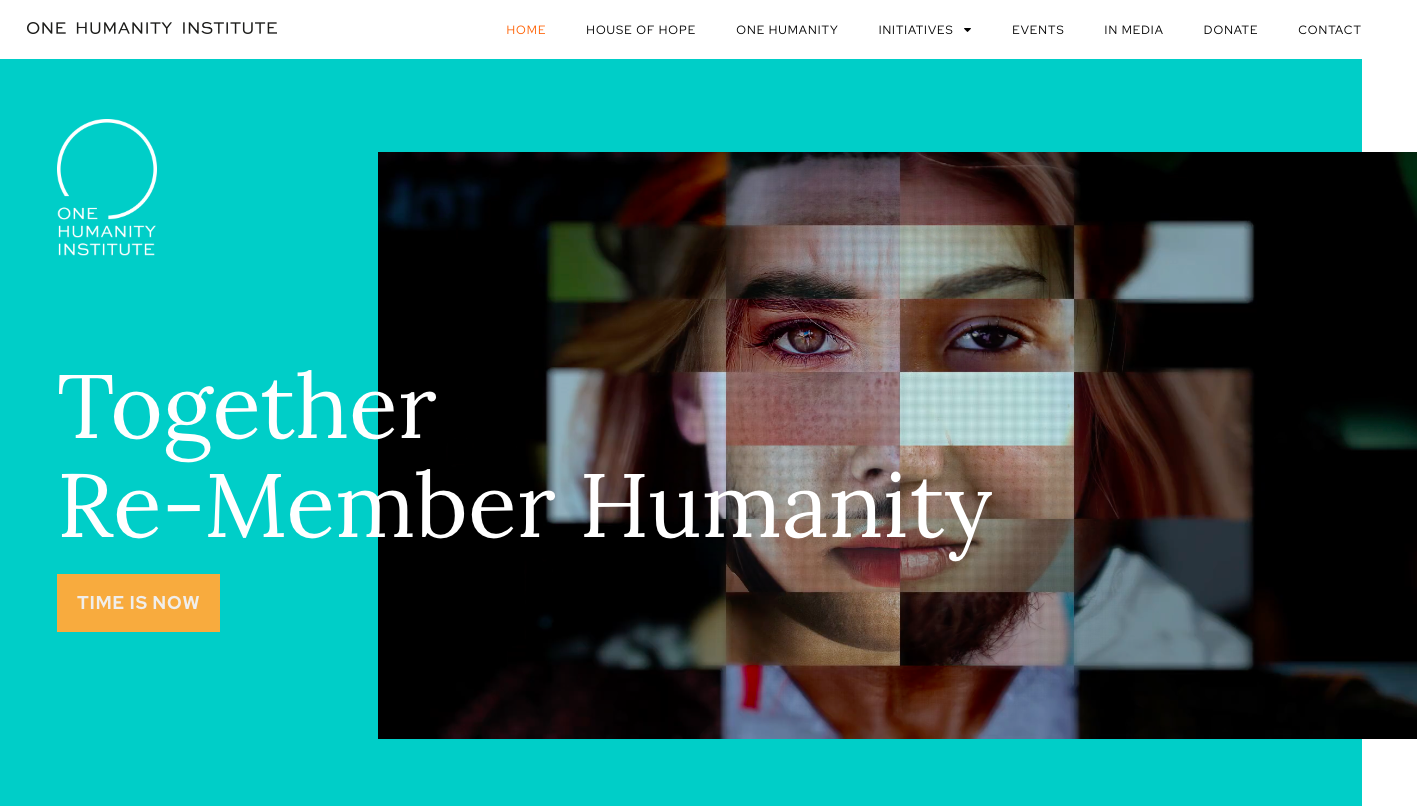 ONE HUMANITY INSTITUTE
HOME HOUSE OF HOPE ONE HUMANITY INITIATIVES EVENTS IN MEDIA DONATE CONTACT
ONE
HUMANITY
INSTITUTE
Together
Re-Member Humanity
TIME IS NOW